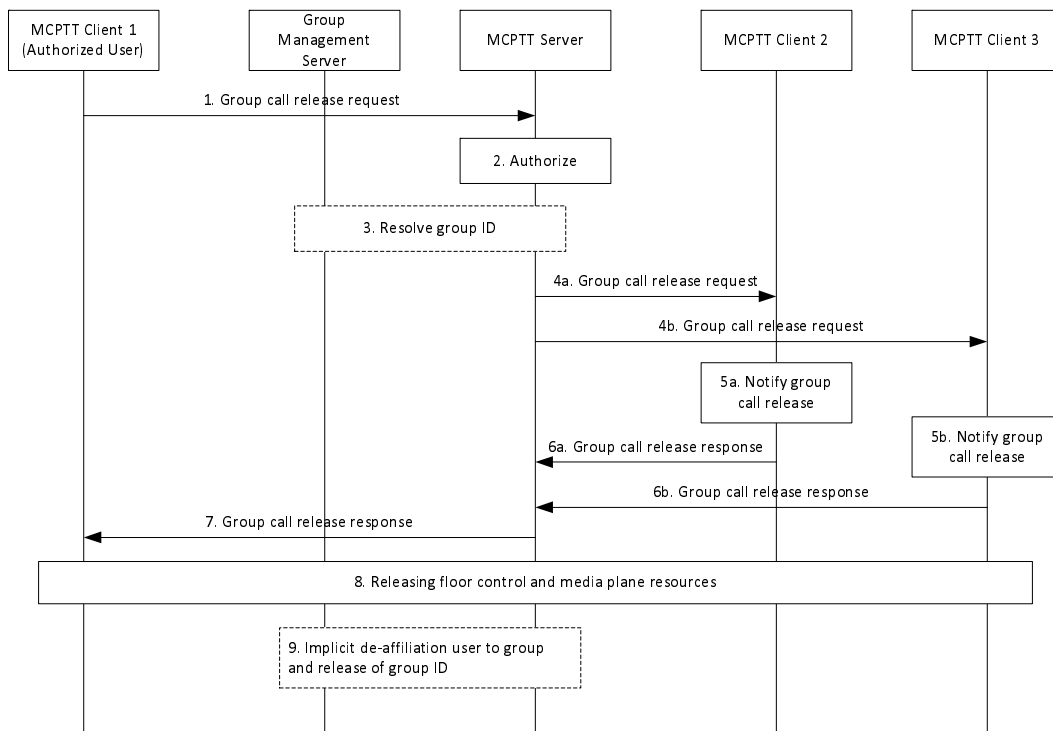 MCPTT Client 1
(Authorized User)
Group
Management
Server
MCPTT Server
MCPTT Client 2
MCPTT Client 3
1. Group call release request
2. Authorize
3. Resolve group ID
4a. Group call release request
4b. Group call release request
5a. Notify group
call release
5b. Notify group
call release
6a. Group call release response
6b. Group call release response
7. Group call release response
8. Releasing floor control and media plane resources
9. Implicit de-affiliation user to group
and release of group ID